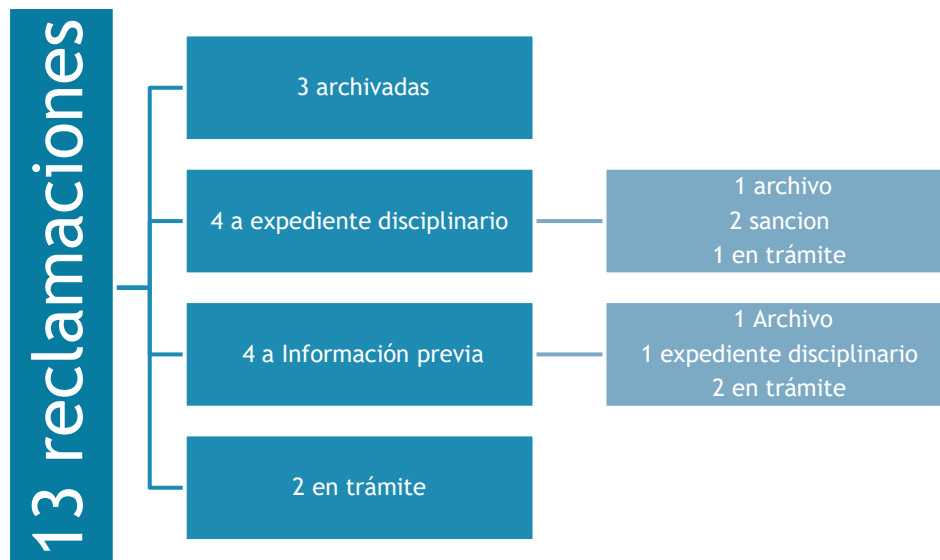 13 reclamaciones
3 archivadas
4 a expediente disciplinario
1 archivo
2 sancion
1 en trámite
4 a Información previa
1 Archivo
1 expediente disciplinario
2 en trámite
2 en trámite